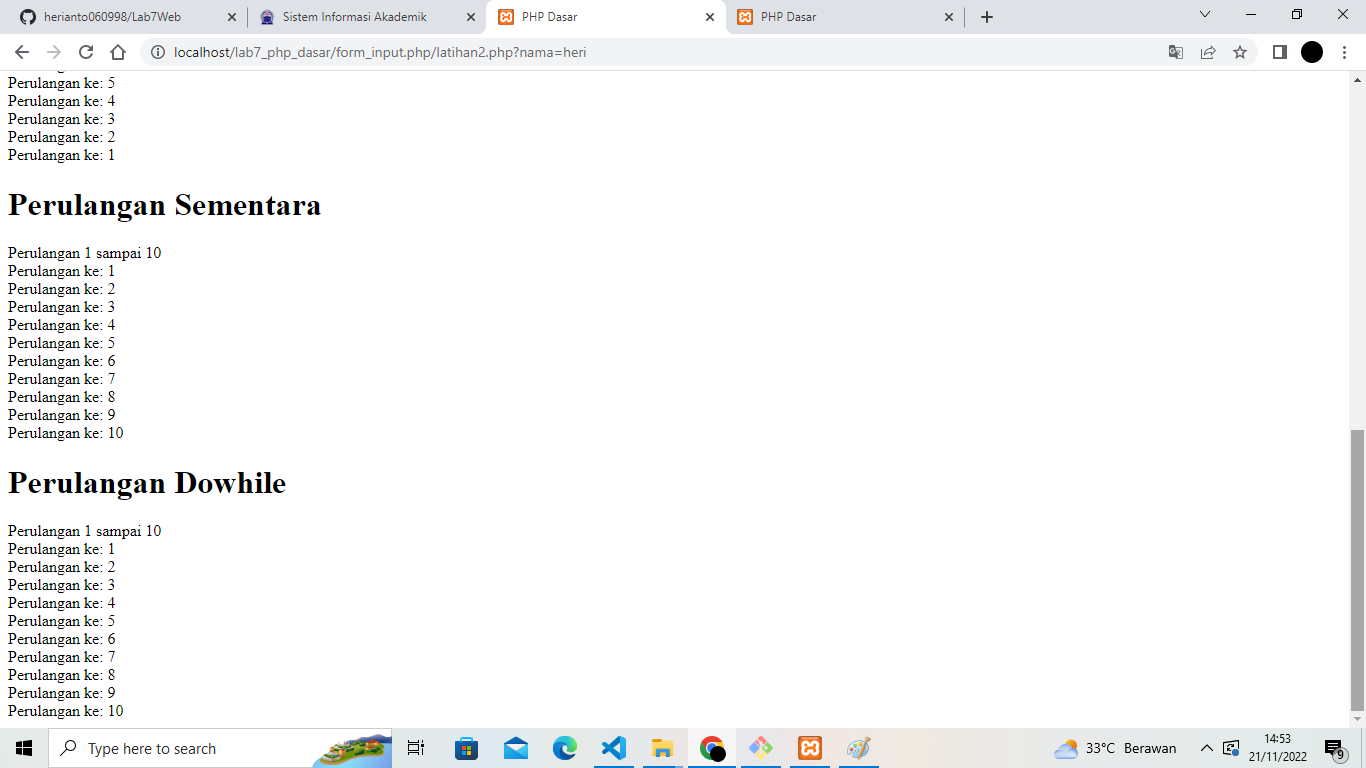 herianto060998/Lab7Web
Sistem Informasi Akademik
PHP Dasar
PHP Dasar
localhost/lab7_php_dasar/form_input.php/latihan2.php?nama=heri
Perulangan ke: 5
Perulangan ke: 4
Perulangan ke: 3
Perulangan ke: 2
Perulangan ke: 1
Perulangan Sementara
Perulangan 1 sampai 10
Perulangan ke: 1
Perulangan ke: 2
Perulangan ke: 3
Perulangan ke: 4
Perulangan ke: 5
Perulangan ke: 6
Perulangan ke: 7
Perulangan ke: 8
Perulangan ke: 9
Perulangan ke: 10
Perulangan Dowhile
Perulangan 1 sampai 10
Perulangan ke: 1
Perulangan ke: 2
Perulangan ke: 3
Perulangan ke: 4
Perulangan ke: 5
Perulangan ke: 6
Perulangan ke: 7
Perulangan ke: 8
Perulangan ke: 9
Perulangan ke: 10
Type here to search
33°C Berawan
14:53
21/11/2022
9